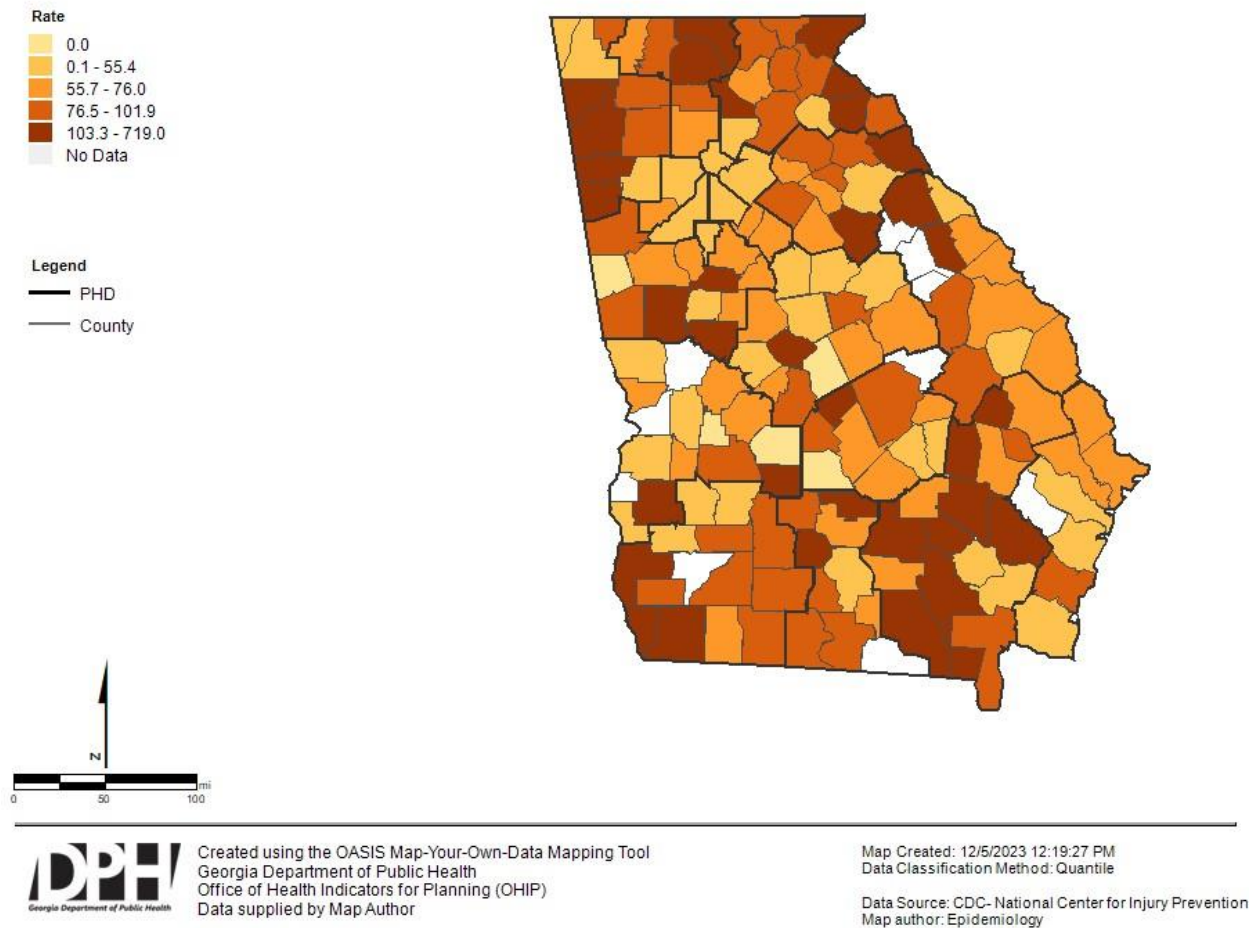 Rate
0.0
0.1 - 55.4
55.7 - 76.0
76.5 - 101.9
103.3 - 719.0
No Data
Legend
PHD
County
N
mi
0 50 100
DPH
Georgia Department of Public Health
Created using the OASIS Map-Your-Own-Data Mapping Tool
Georgia Department of Public Health
Office of Health Indicators for Planning (OHIP)
Data supplied by Map Author
Map Created: 12/5/2023 12:19:27 PM
Data Classification Method: Quantile
Data Source: CDC- National Center for Injury Prevention
Map author: Epidemiology